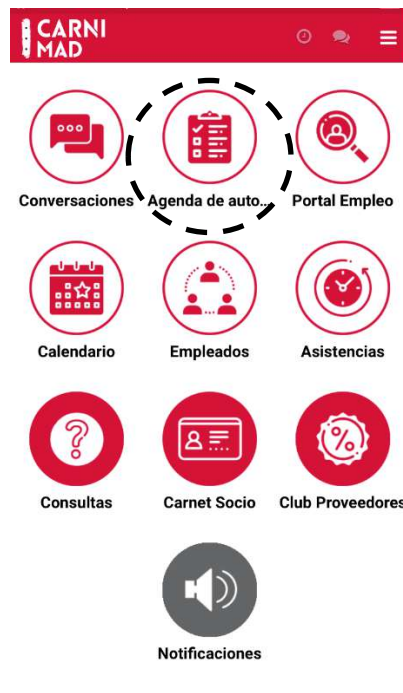 CARNI
MAD
Conversaciones Agenda de auto... Portal Empleo
Calendario Empleados Asistencias
Consultas Carnet Socio Club Proveedores
Notificaciones